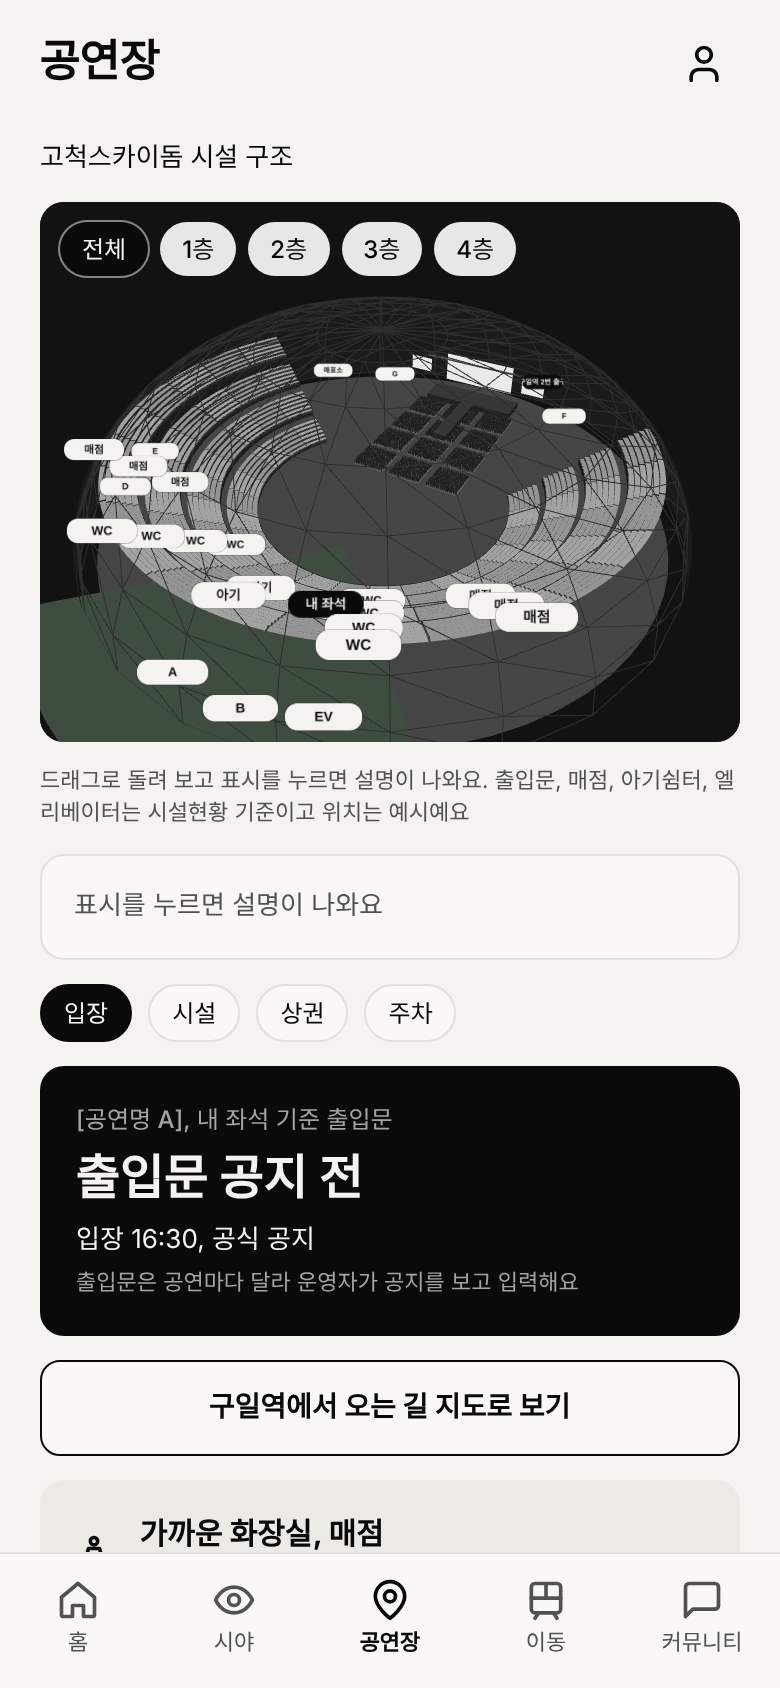 공연장
고척스카이돔 시설 구조
전체 1층 2층 3층 4층
매표소 G
F
매점 E
매점
D 매점
WC WC WC WC
아기
내 좌석
WC
WC
매점
A
B EV
드래그로 돌려 보고 표시를 누르면 설명이 나와요. 출입문, 매점, 아기쉼터, 엘
리베이터는 시설현황 기준이고 위치는 예시예요
표시를 누르면 설명이 나와요
입장 시설 상권 주차
[공연명 A], 내 좌석 기준 출입문
출입문 공지 전
입장 16:30, 공식 공지
출입문은 공연마다 달라 운영자가 공지를 보고 입력해요
구일역에서 오는 길 지도로 보기
가까운 화장실, 매점
홈 시야 공연장 이동 커뮤니티